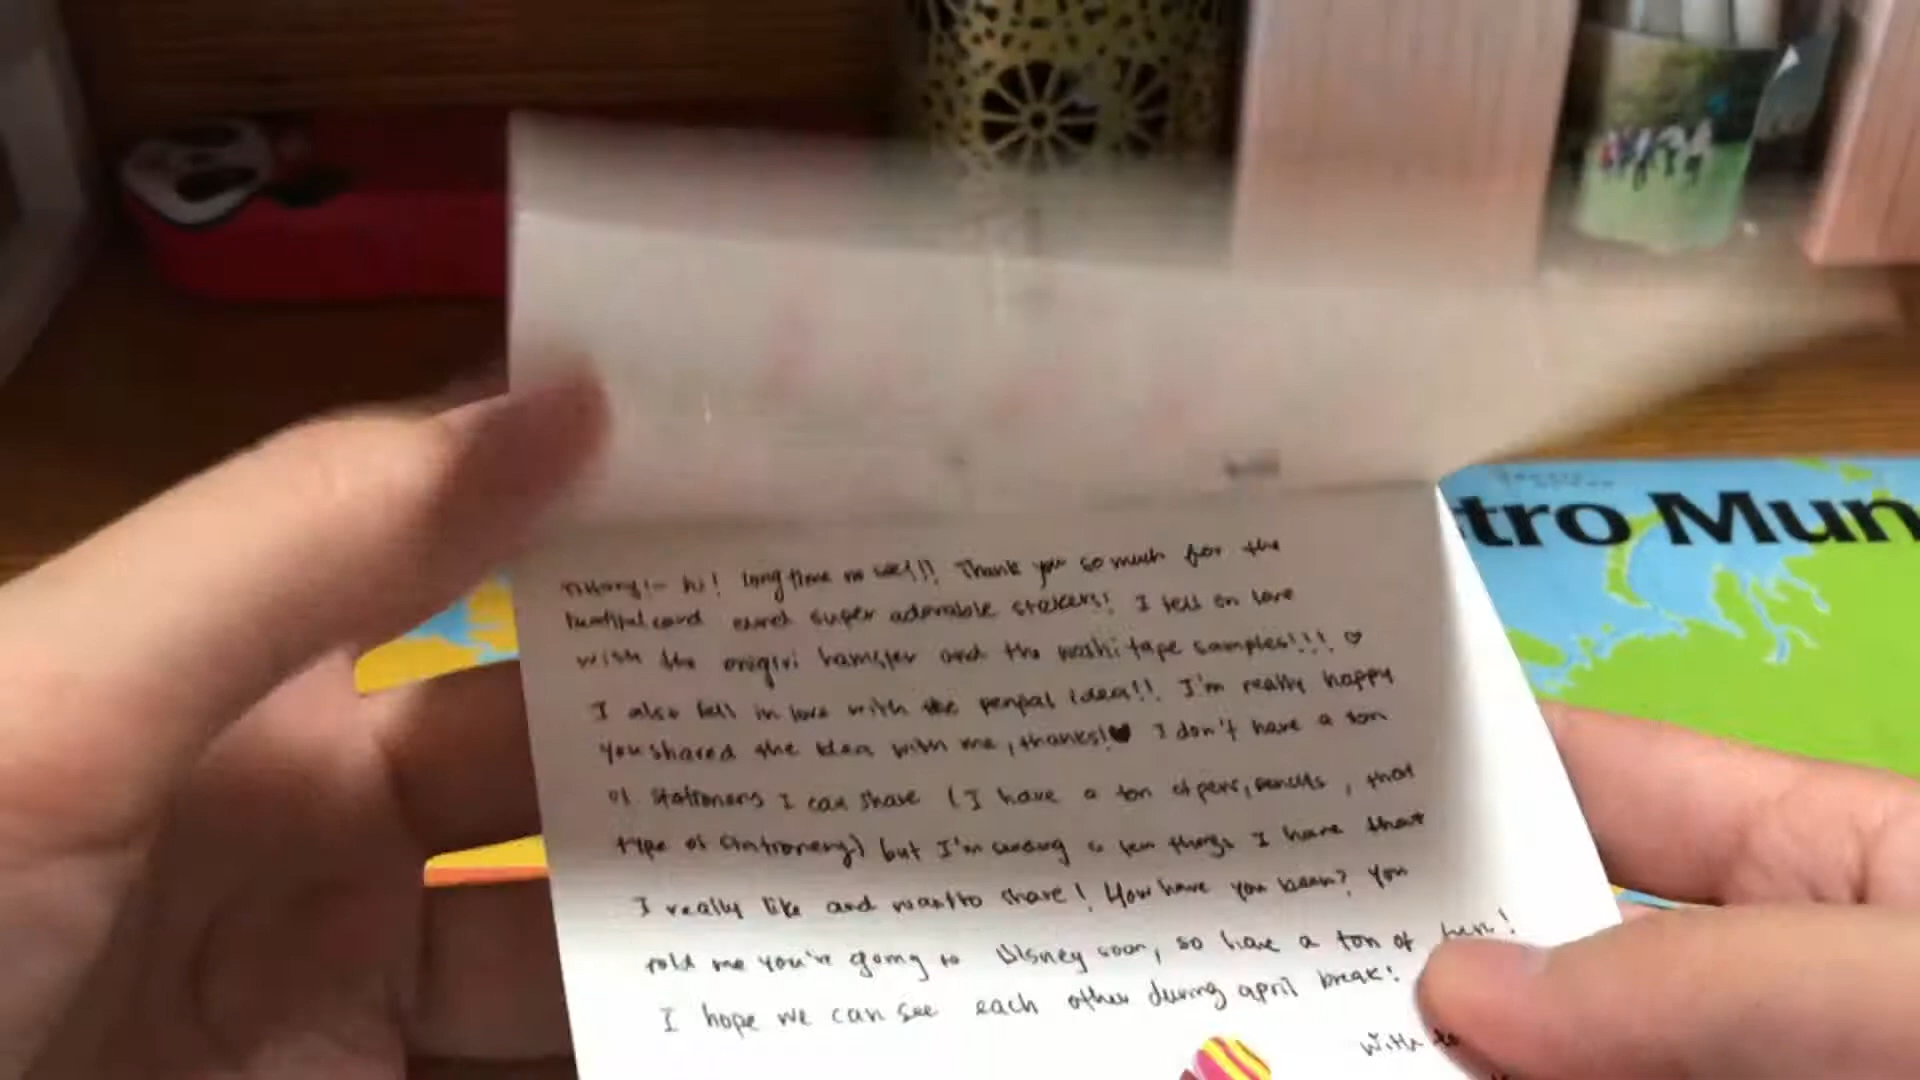 tro Mun
hi! long time no see!!! Thank you so much for the
beautiful card and super adorable stickers! I fell in love
with the onigiri hamster and the washi tape samples!!! ♡
I also fell in love with the penpal idea!! I'm really happy
you shared the idea with me, thanks!♥ I don't have a ton
of stationery I can share (I have a ton of pens, pencils, that
type of stationery) but I'm sending a few things I have that
I really like and want to share! How have you been? You
told me you're going to Disney soon, so have a ton of
I hope we can see each other during april break!
With